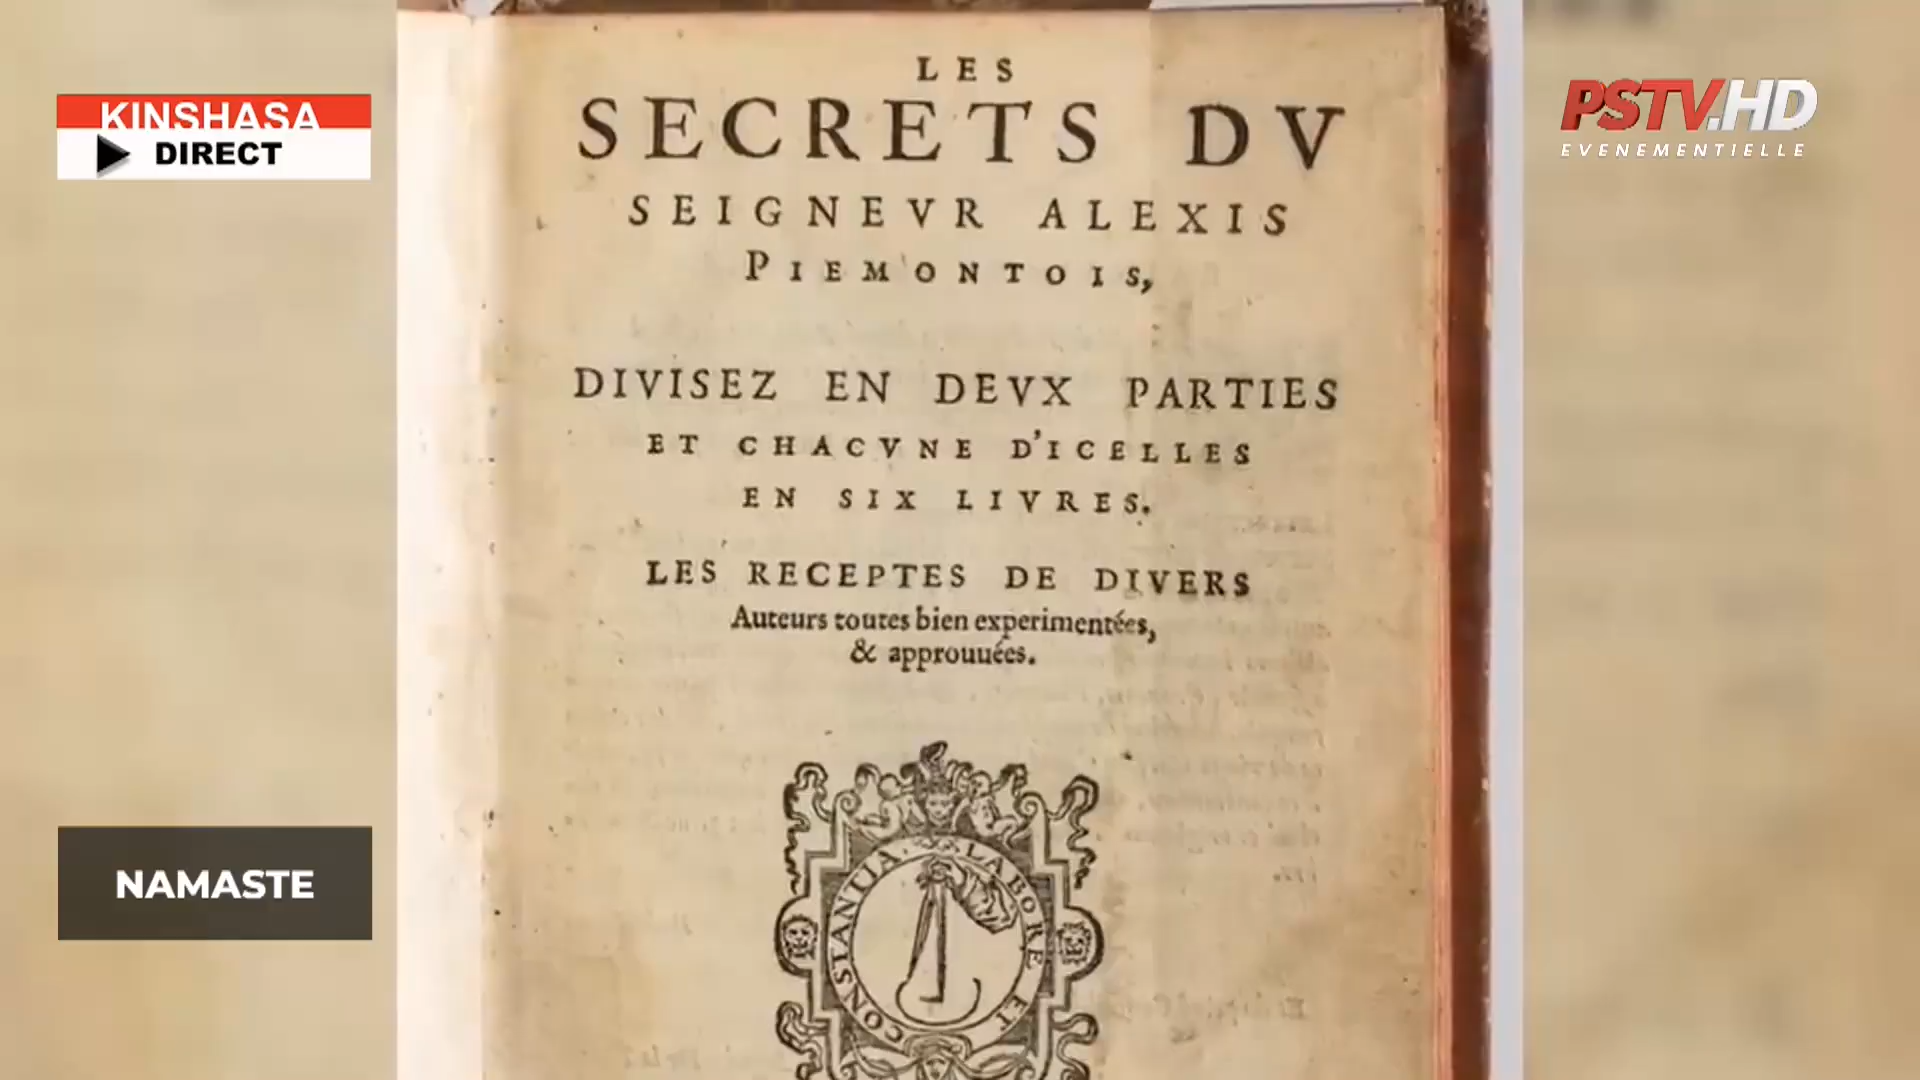 LES
SECRETS DV
SEIGNEVR ALEXIS
PIEMONTOIS,
DIVISEZ EN DEVX PARTIES
ET CHACVNE D'ICELLES
EN SIX LIVRES.
LES RECEPTES DE DIVERS
Auteurs toutes bien experimentées,
& approuuées.
LABORE ET CONSTANTIA
KINSHASA
DIRECT
PSTV.HD
EVENEMENTIELLE
NAMASTE